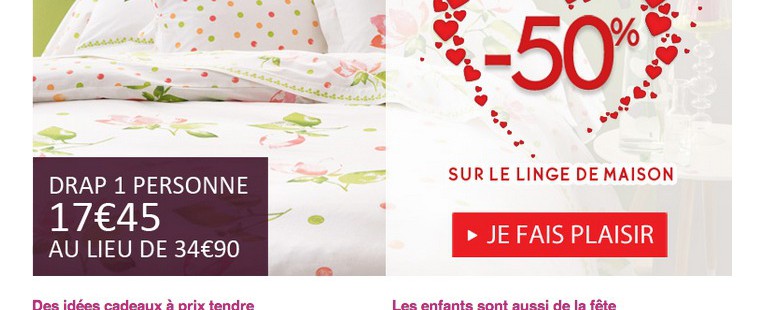 -50%
SUR LE LINGE DE MAISON
JE FAIS PLAISIR
DRAP 1 PERSONNE
17€45
AU LIEU DE 34€90
Des idées cadeaux à prix tendre
Les enfants sont aussi de la fête